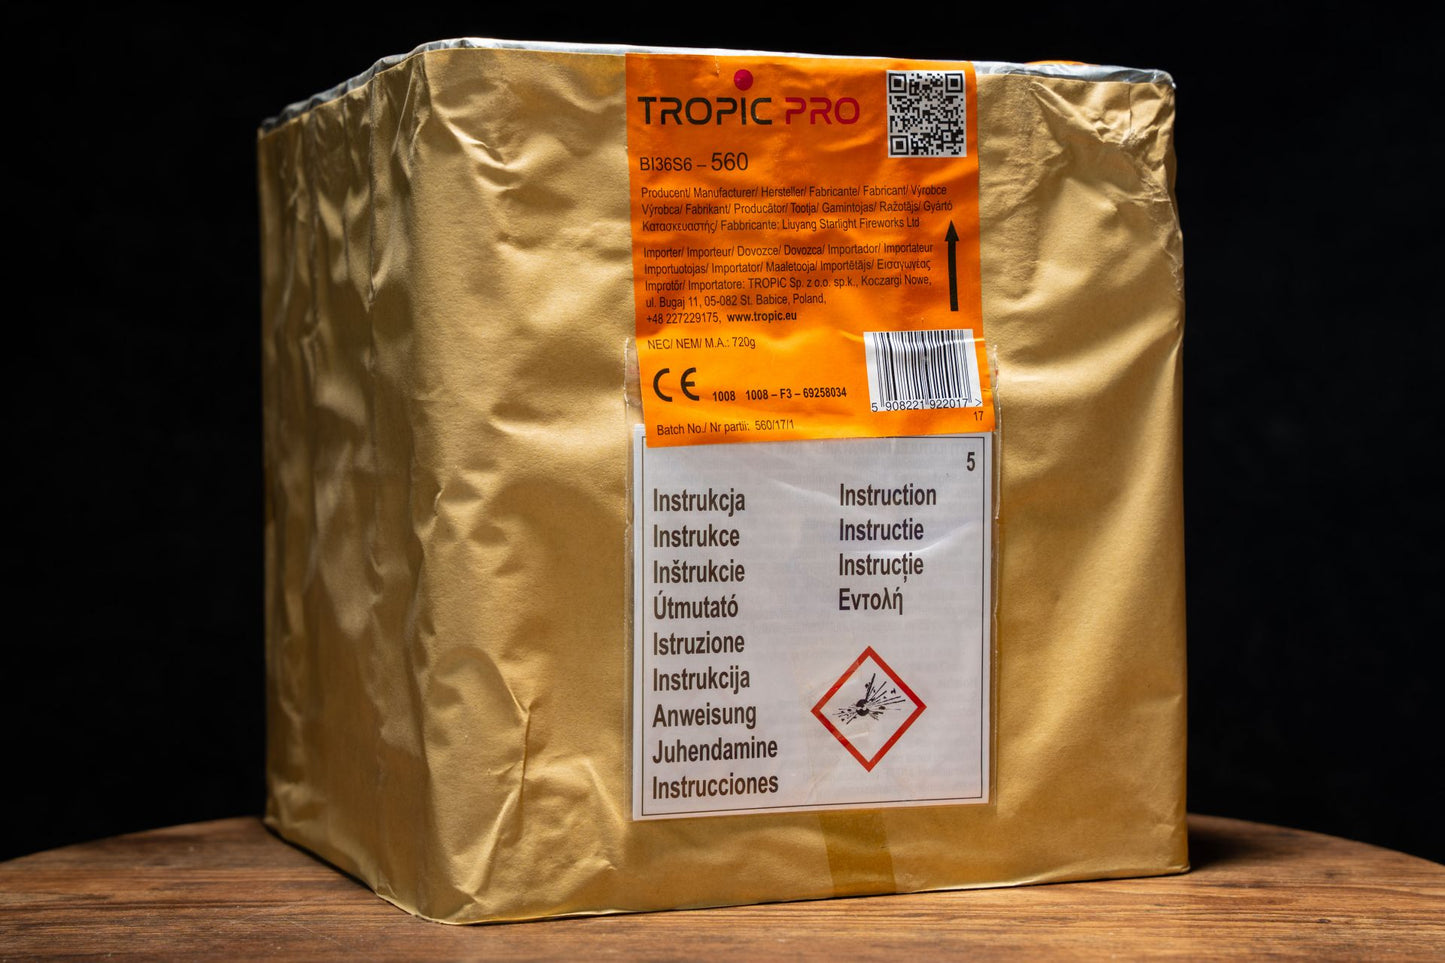 TROPIC PRO
BI36S6 – 560
Producent/ Manufacturer/ Hersteller/ Fabricante/ Fabricant/ Výrobce
Výrobca/ Fabrikant/ Producător/ Tootja/ Gamintojas/ Ražotājs/ Gyártó
Κατασκευαστής/ Fabbricante: Liuyang Starlight Fireworks Ltd
Importer/ Importeur/ Dovozce/ Dovozca/ Importador/ Importateur
Importuotojas/ Importator/ Maaletooja/ Importētājs/ Εισαγωγέας
Improtőr/ Importatore: TROPIC Sp. z o.o. sp.k., Koczargi Nowe,
ul. Bugaj 11, 05-082 St. Babice, Poland,
+48 227229175, www.tropic.eu
NEC/ NEM/ M.A.: 720g
CE 1008 1008 – F3 – 69258034
5 908221 922017 >
Batch No./ Nr partii: 560/17/1
17
5
Instrukcja
Instrukce
Inštrukcie
Útmutató
Istruzione
Instrukcija
Anweisung
Juhendamine
Instrucciones
Instruction
Instructie
Instrucţie
Εντολή